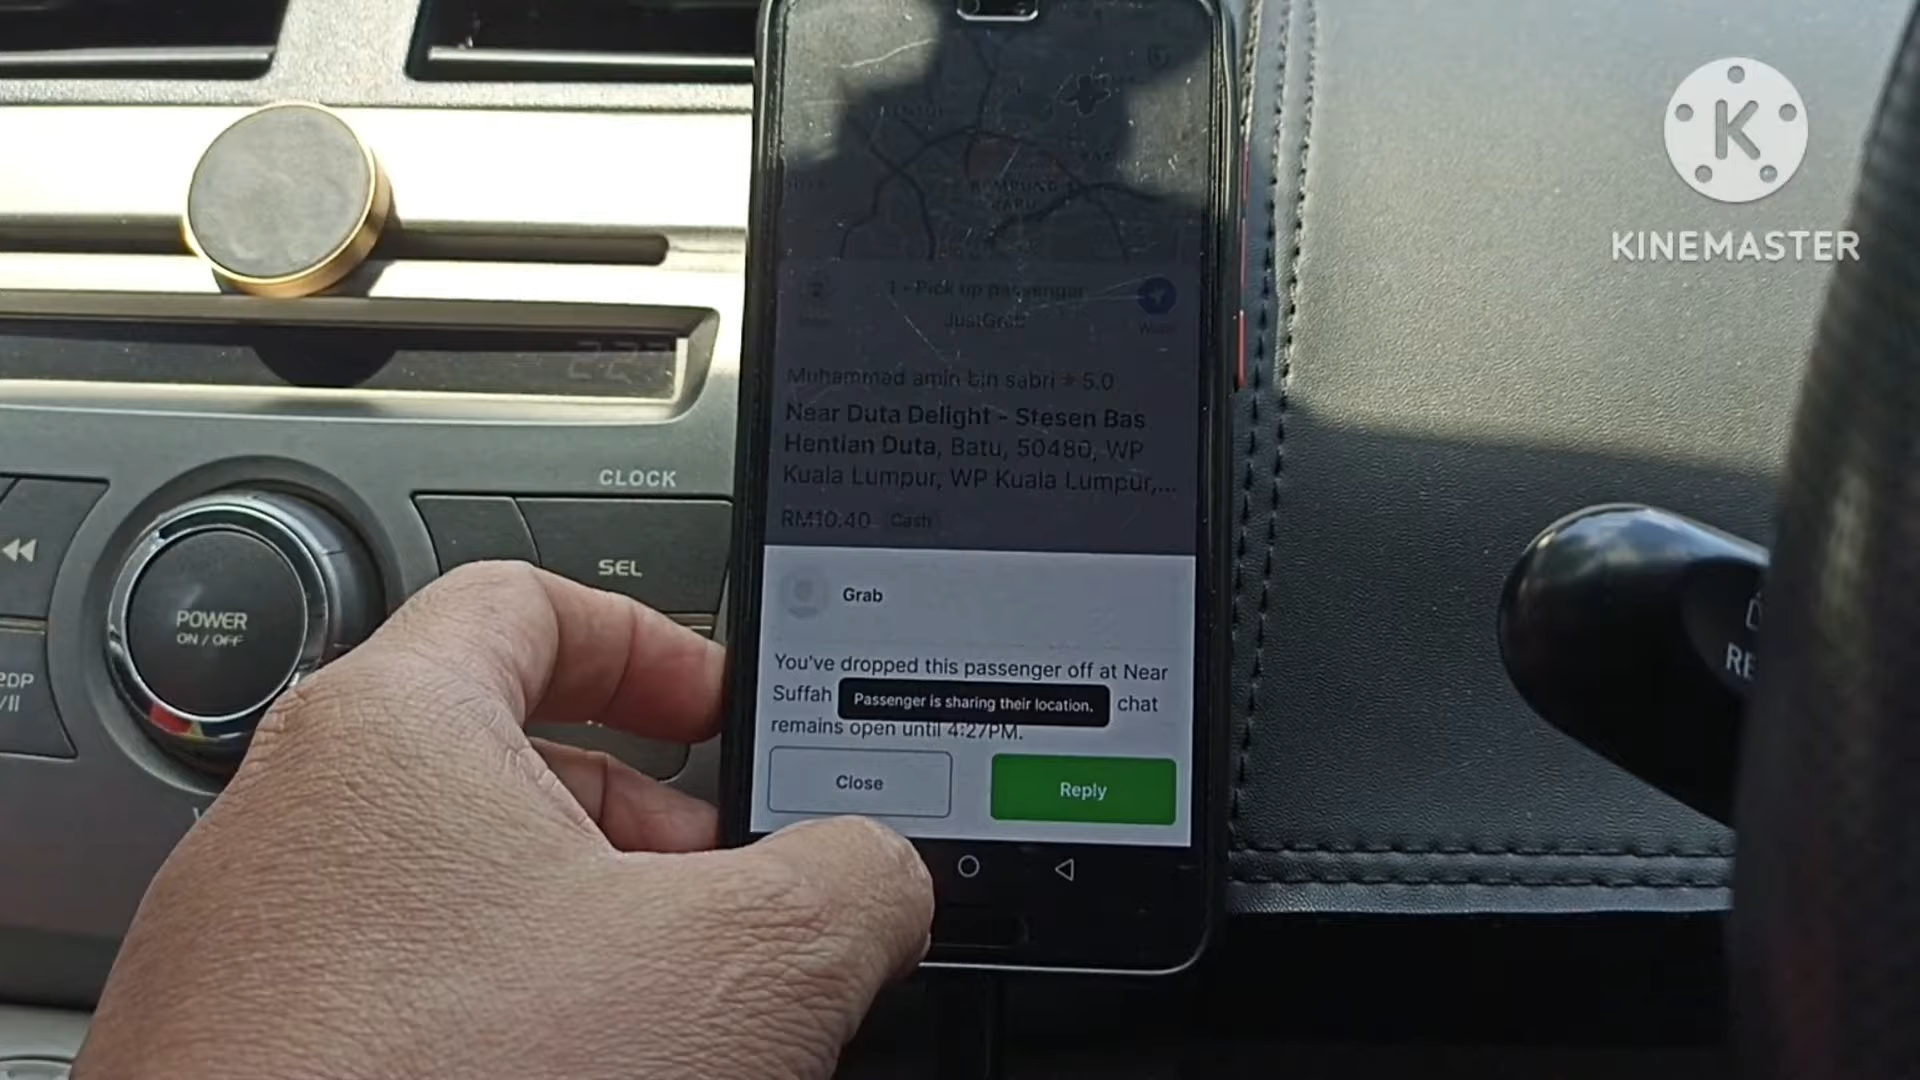 K
KINEMASTER
2:27
1 - Pick up passenger
JustGrab
Muhammad amin bin sabri ★ 5.0
Near Duta Delight - Stesen Bas
Hentian Duta, Batu, 50480, WP
Kuala Lumpur, WP Kuala Lumpur,...
RM10.40 Cash
CLOCK
SEL
POWER
ON / OFF
Grab
You've dropped this passenger off at Near
Suffah
chat
Passenger is sharing their location.
remains open until 4:27PM.
Close
Reply